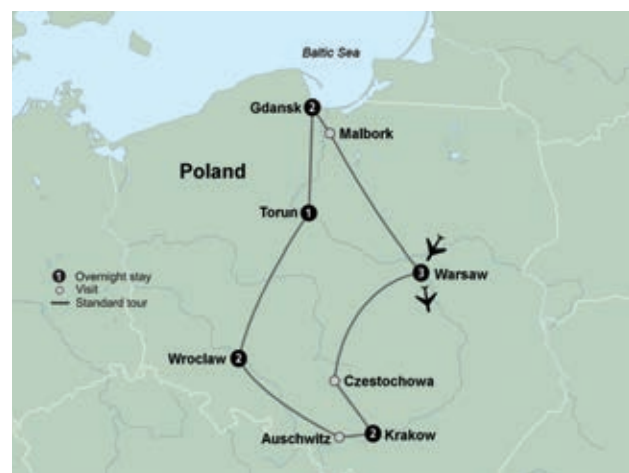 Baltic Sea
Gdansk 2
Malbork
Poland
Torun 1
3 Warsaw
1 Overnight stay
Visit
Standard tour
Wroclaw 2
Czestochowa
Auschwitz
2 Krakow